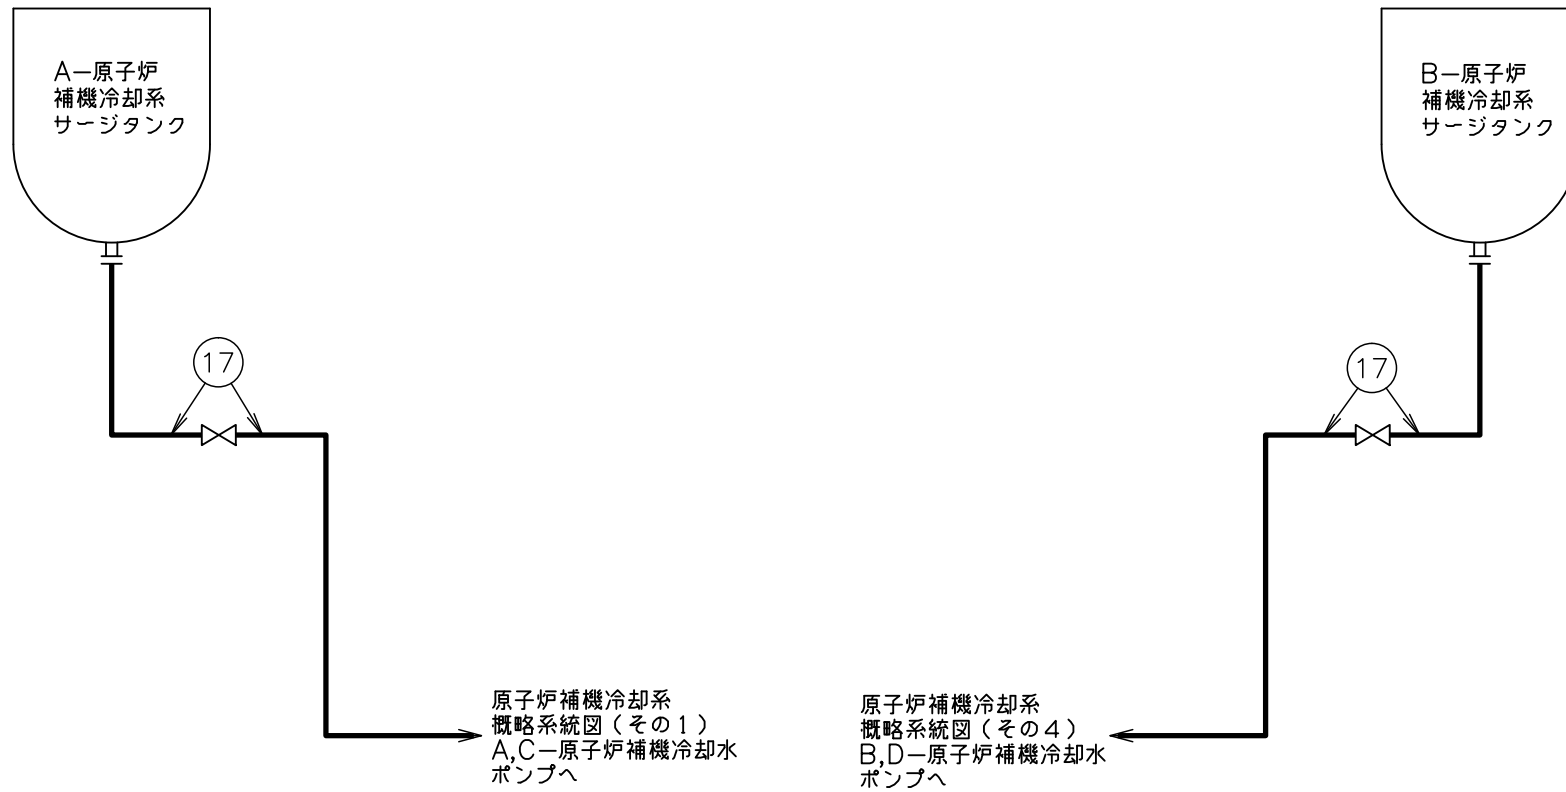 A－原子炉
補機冷却系
サージタンク
B－原子炉
補機冷却系
サージタンク
17
17
原子炉補機冷却系
概略系統図（その１）
A,C－原子炉補機冷却水
ポンプへ
原子炉補機冷却系
概略系統図（その４）
B,D－原子炉補機冷却水
ポンプへ